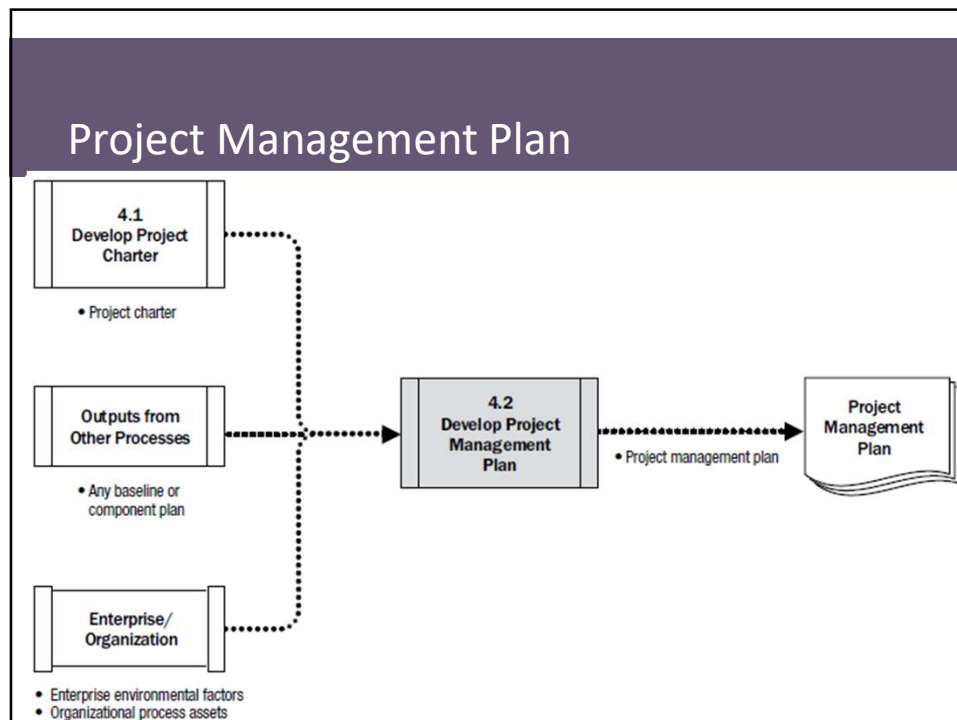 Project Management Plan
4.1
Develop Project
Charter
• Project charter
Outputs from
Other Processes
• Any baseline or
component plan
Enterprise/
Organization
• Enterprise environmental factors
• Organizational process assets
4.2
Develop Project
Management
Plan
• Project management plan
Project
Management
Plan